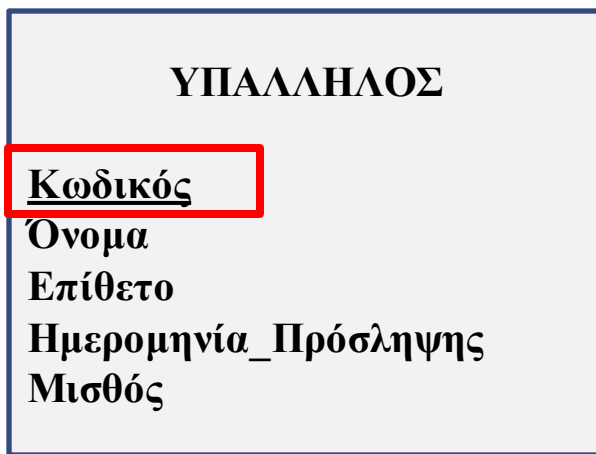 ΥΠΑΛΛΗΛΟΣ
Κωδικός
Όνομα
Επίθετο
Ημερομηνία_Πρόσληψης
Μισθός